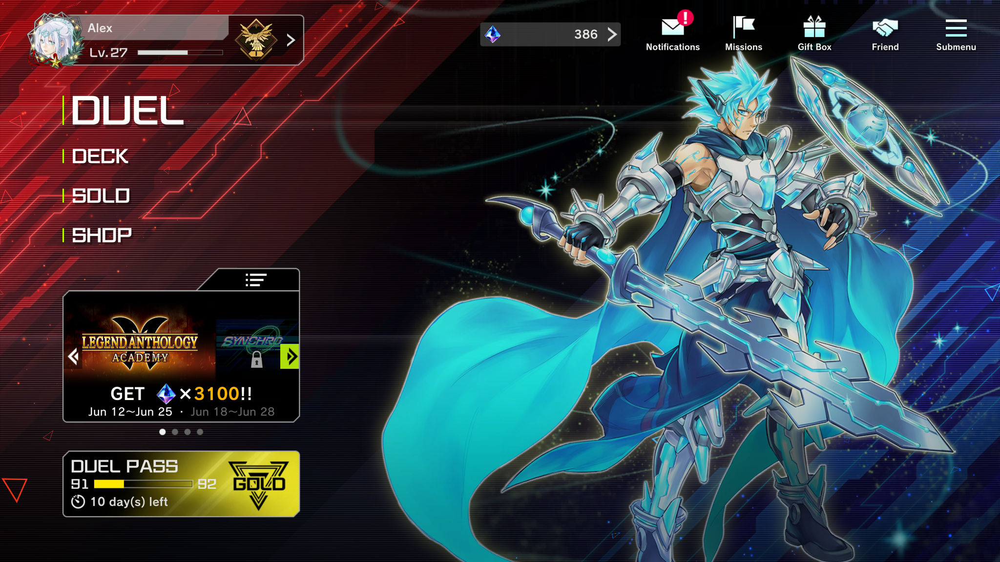 Alex
Lv.27
386
!
Notifications
Missions
Gift Box
Friend
Submenu
DUEL
DECK
SOLO
SHOP
LEGEND ANTHOLOGY
ACADEMY
SYNCHRO
GET ×3100!!
Jun 12~Jun 25 · Jun 18~Jun 28
DUEL PASS
91 92
10 day(s) left
GOLD